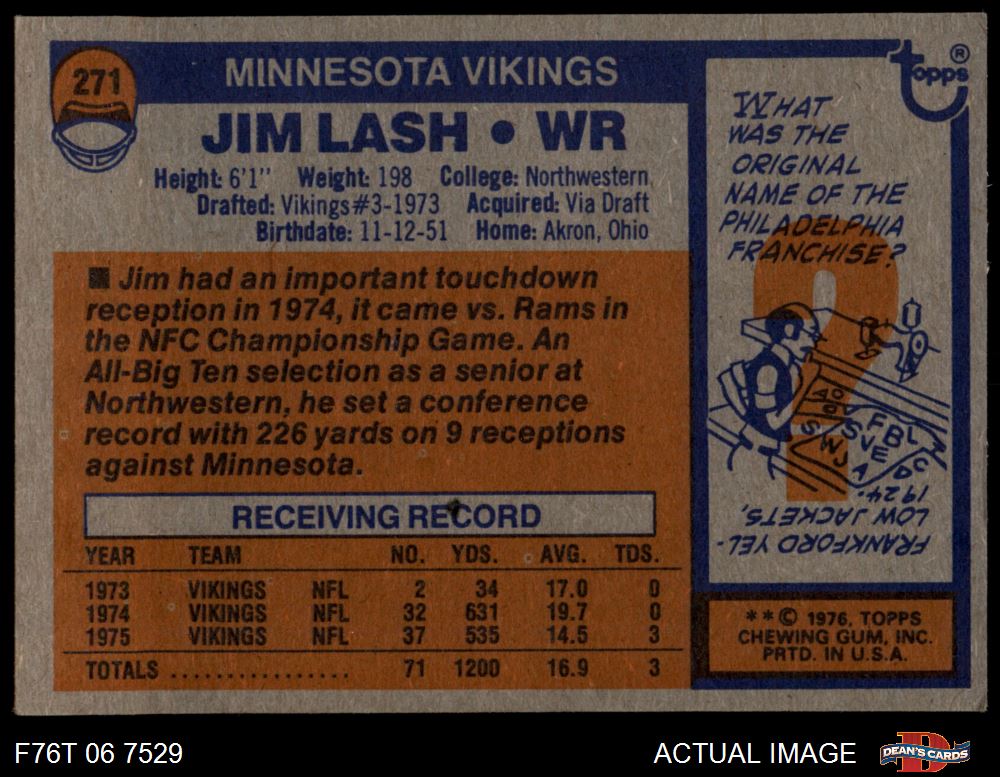 271
MINNESOTA VIKINGS
JIM LASH • WR
Height: 6'1" Weight: 198 College: Northwestern
Drafted: Vikings#3-1973 Acquired: Via Draft
Birthdate: 11-12-51 Home: Akron, Ohio
■ Jim had an important touchdown
reception in 1974, it came vs. Rams in
the NFC Championship Game. An
All-Big Ten selection as a senior at
Northwestern, he set a conference
record with 226 yards on 9 receptions
against Minnesota.
RECEIVING RECORD
YEAR TEAM NO. YDS. AVG. TDS.
1973 VIKINGS NFL 2 34 17.0 0
1974 VIKINGS NFL 32 631 19.7 0
1975 VIKINGS NFL 37 535 14.5 3
TOTALS ................ 71 1200 16.9 3
topps®
WHAT
WAS THE
ORIGINAL
NAME OF THE
PHILADELPHIA
FRANCHISE?
?
FRANKFORD YEL-
LOW JACKETS,
1924.
**© 1976, TOPPS
CHEWING GUM, INC.
PRTD. IN U.S.A.
F76T 06 7529
ACTUAL IMAGE
DEAN'S CARDS